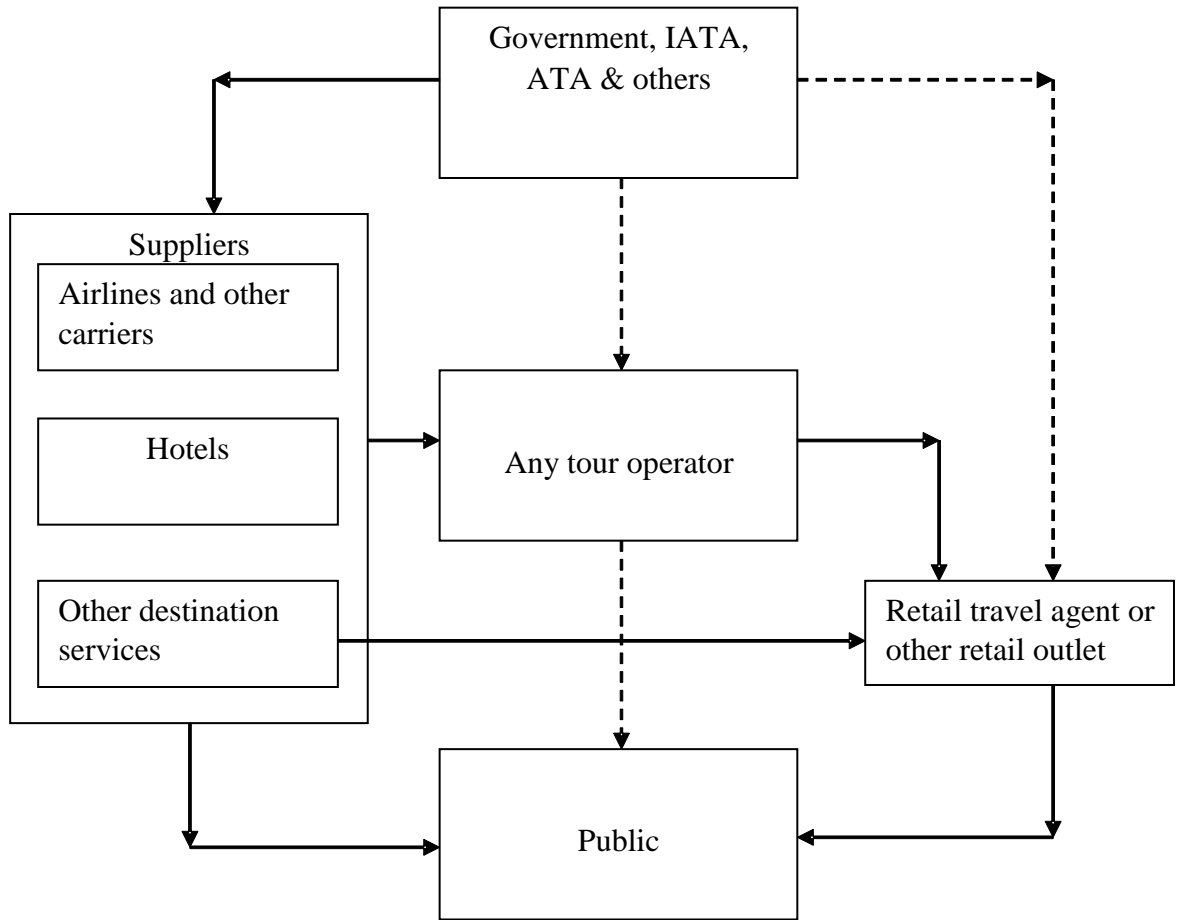 Government, IATA,
ATA & others
Suppliers
Airlines and other
carriers
Hotels
Any tour operator
Other destination
services
Retail travel agent or
other retail outlet
Public